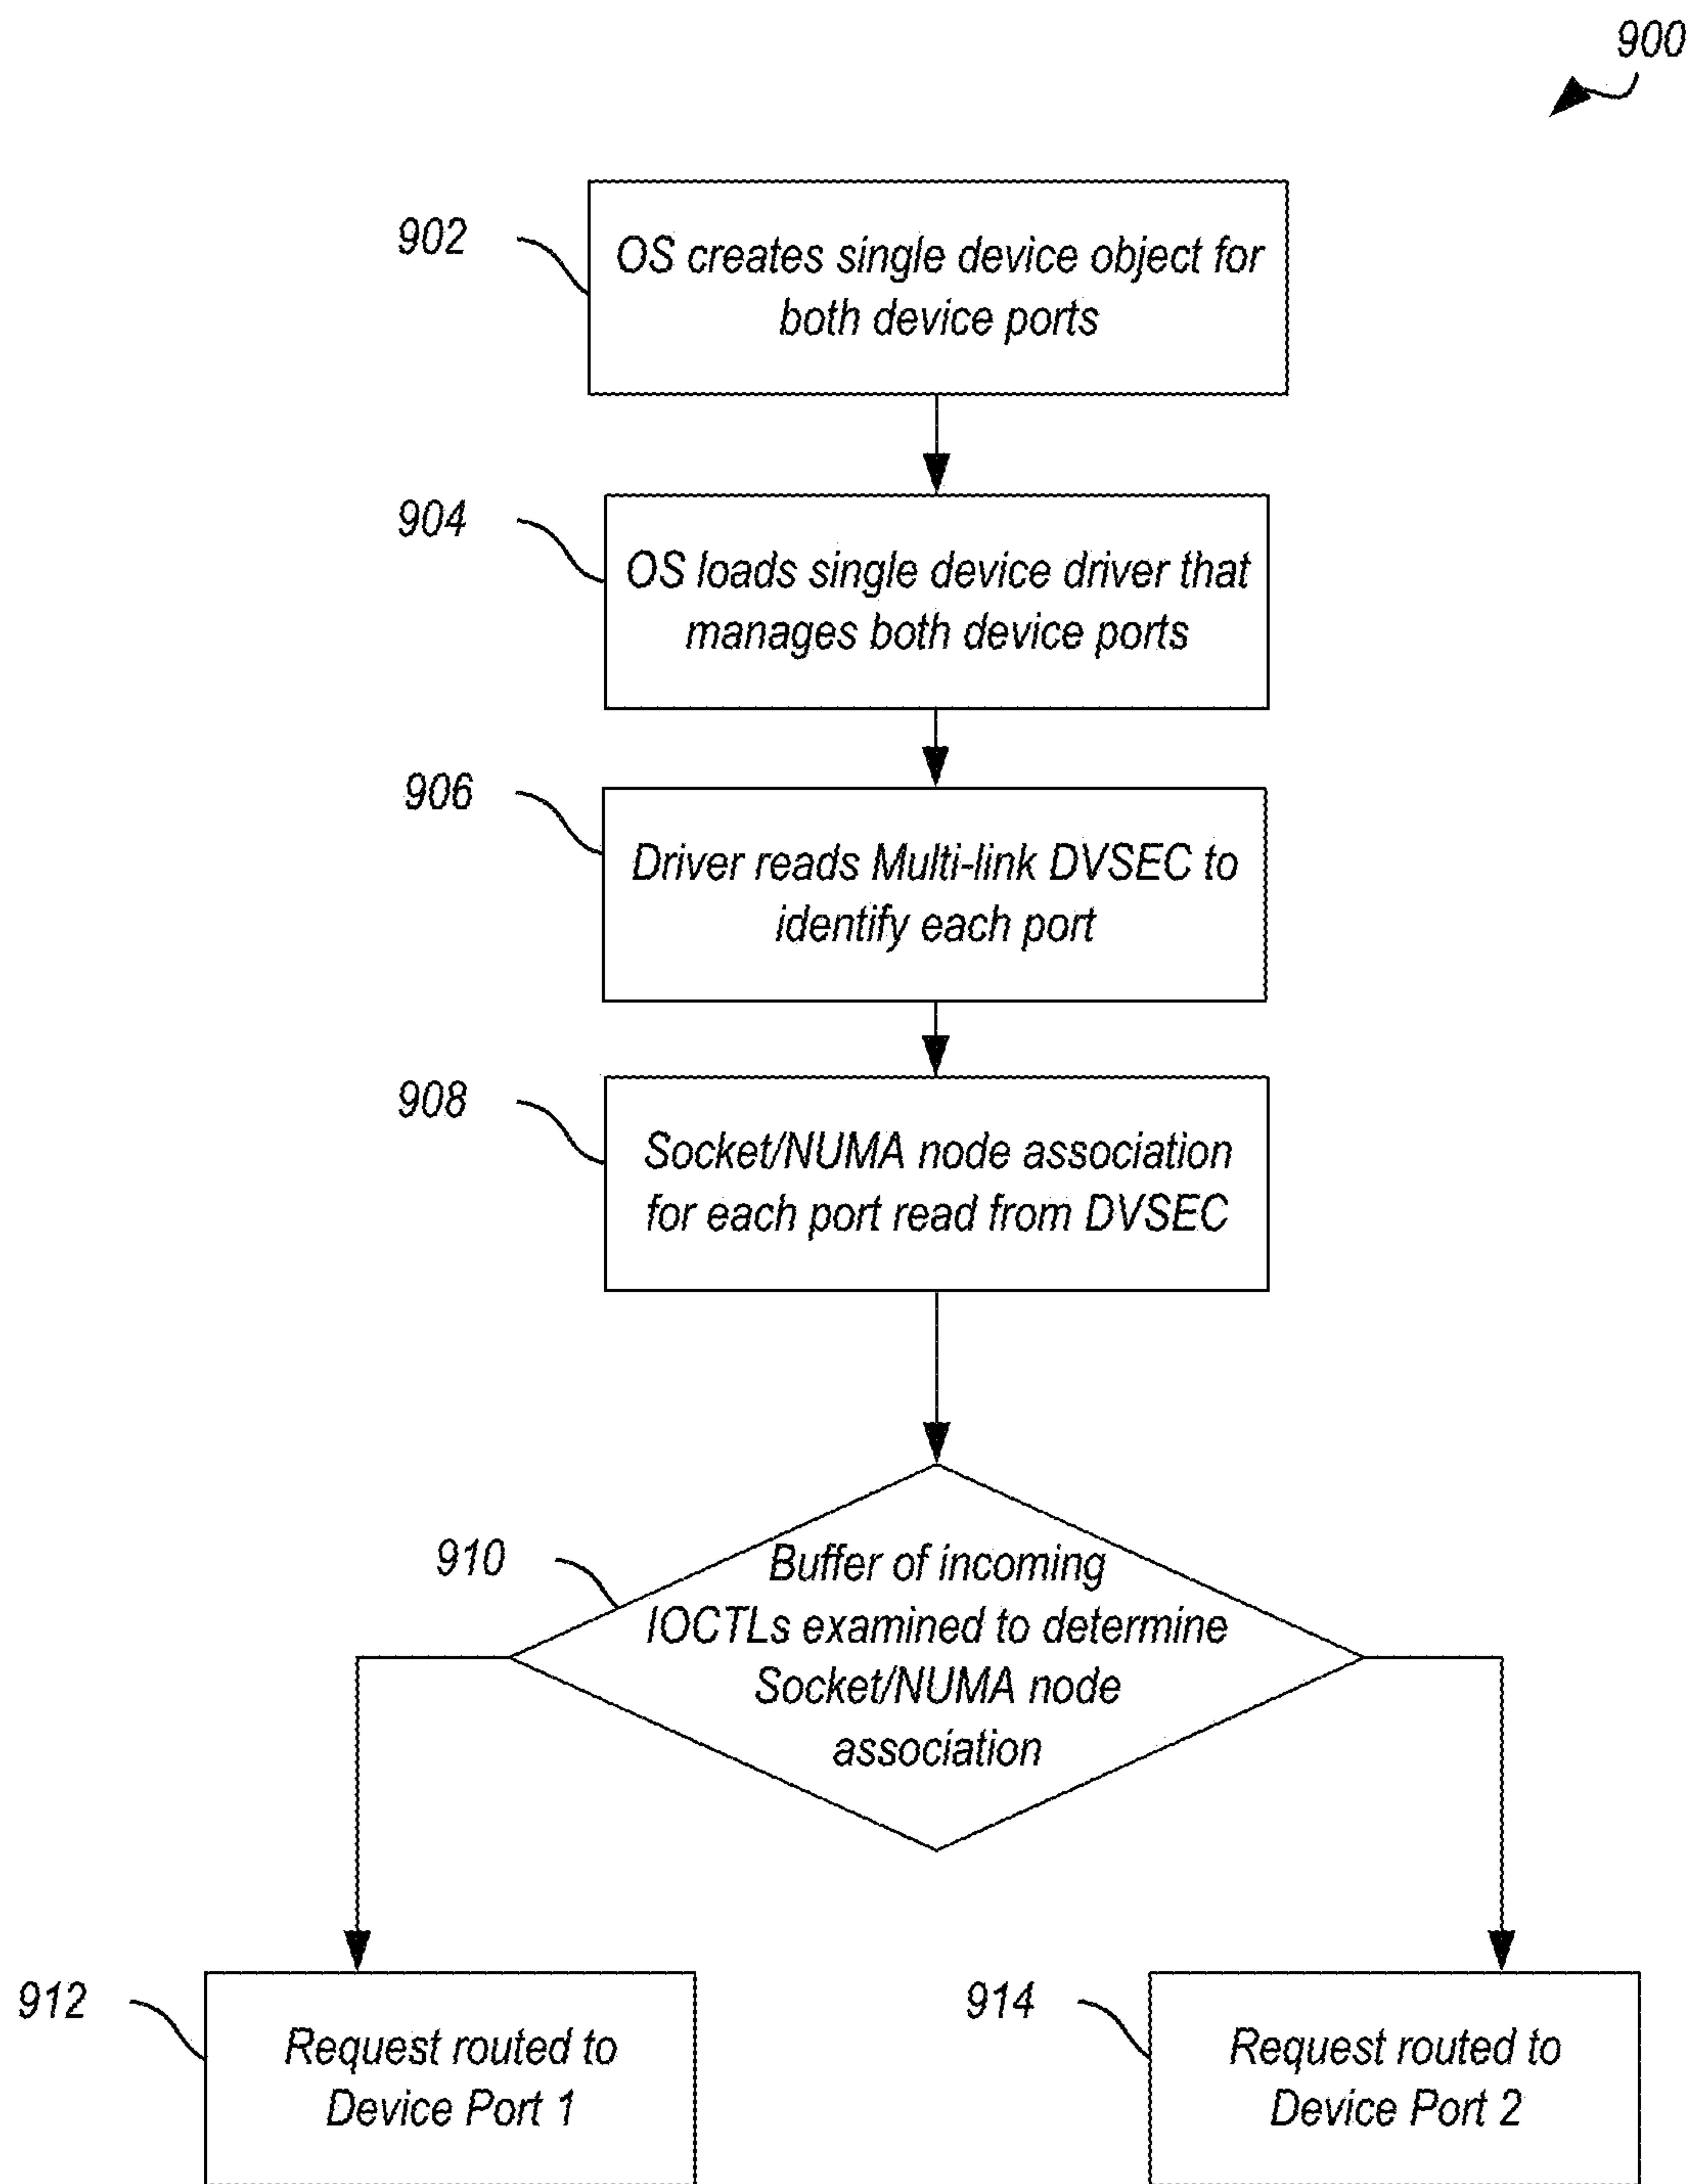 900
902
OS creates single device object for
both device ports
904
OS loads single device driver that
manages both device ports
906
Driver reads Multi-link DVSEC to
identify each port
908
Socket/NUMA node association
for each port read from DVSEC
910
Buffer of incoming
IOCTLs examined to determine
Socket/NUMA node
association
912
Request routed to
Device Port 1
914
Request routed to
Device Port 2